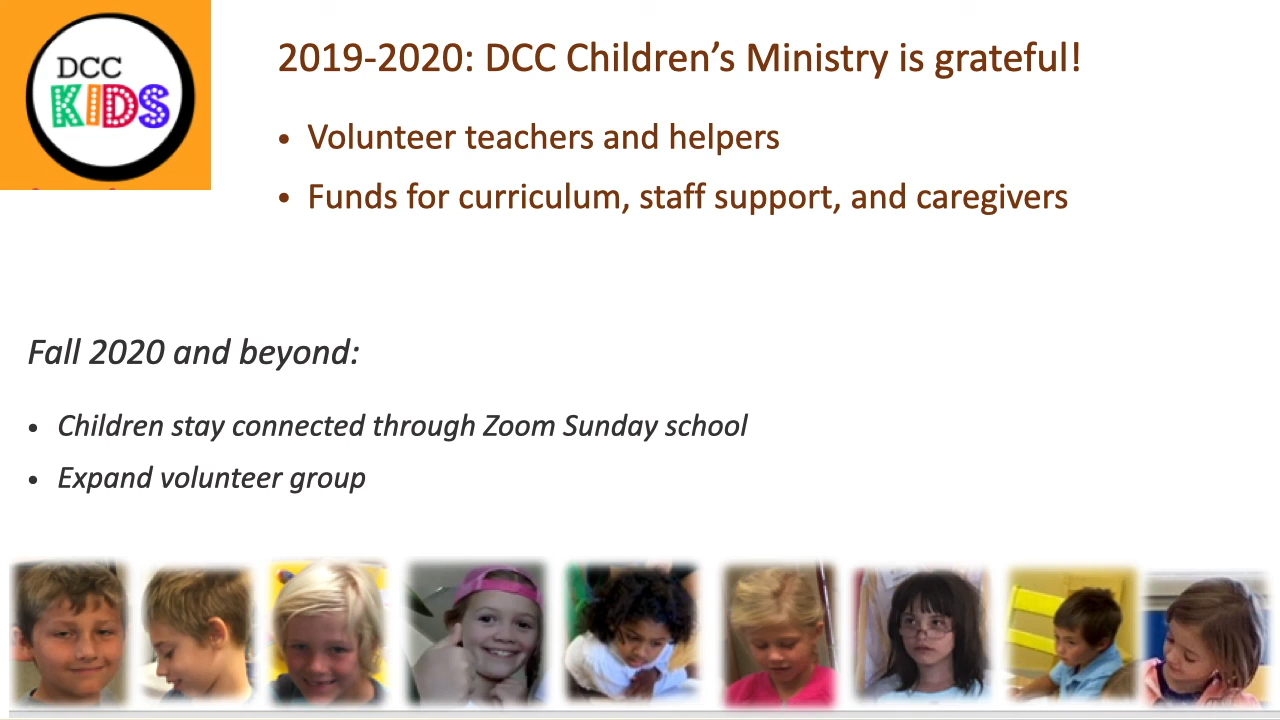 DCC
KIDS
2019-2020: DCC Children’s Ministry is grateful!
• Volunteer teachers and helpers
• Funds for curriculum, staff support, and caregivers
Fall 2020 and beyond:
• Children stay connected through Zoom Sunday school
• Expand volunteer group